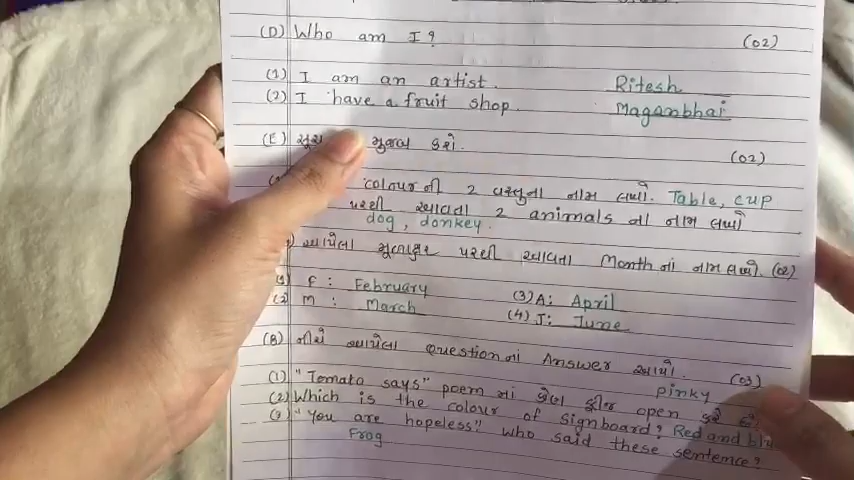 (D) Who am I? (02)
(1) I am an artist. Ritesh
(2) I have a fruit shop. Maganbhai
(E) મુજબ કરો. (02)
colour ની 2 વસ્તુના નામ લખો. Table, cup
પરથી આવતા 2 animals ના નામ લખો
dog, donkey.
આપેલા મૂળાક્ષર પરથી આવતા Month નાં નામ લખો. (02)
(1) F : February (3) A: April
(2) M : March (4) J: June
(B) નીચે આપેલા Question નાં Answer આપો. (03)
(1) "Tomato says" poem માં કોણ ફ્રીજ open કરે છે? pinky
(2) Which is the colour of signboard? Red and blu
(3) "You are hopeless." who said these sentence?
Frog